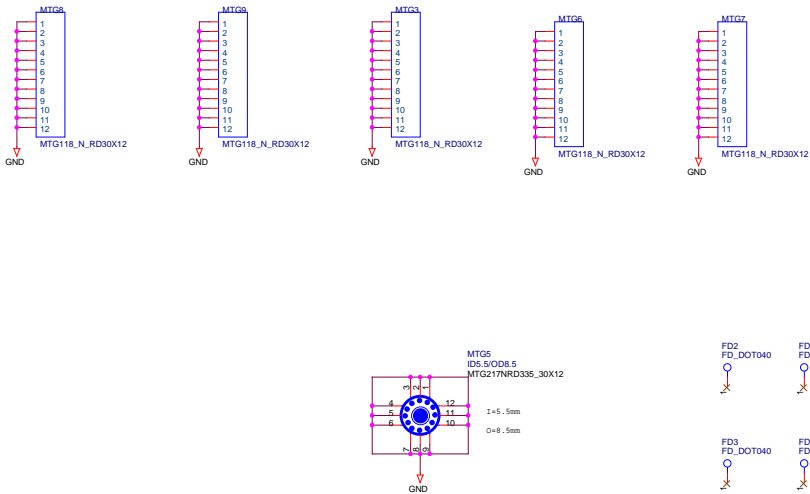 MTG8
1
2
3
4
5
6
7
8
9
10
11
12
MTG118_N_RD30X12
GND
MTG9
1
2
3
4
5
6
7
8
9
10
11
12
MTG118_N_RD30X12
GND
MTG3
1
2
3
4
5
6
7
8
9
10
11
12
MTG118_N_RD30X12
GND
MTG6
1
2
3
4
5
6
7
8
9
10
11
12
MTG118_N_RD30X12
GND
MTG7
1
2
3
4
5
6
7
8
9
10
11
12
MTG118_N_RD30X12
GND
MTG5
ID5.5/OD8.5
MTG217NRD335_30X12
3 2 1
4 12
5 11
6 10
7 8 9
I=5.5mm
O=8.5mm
GND
FD2
FD_DOT040
FD
FD
FD3
FD_DOT040
FD
FD